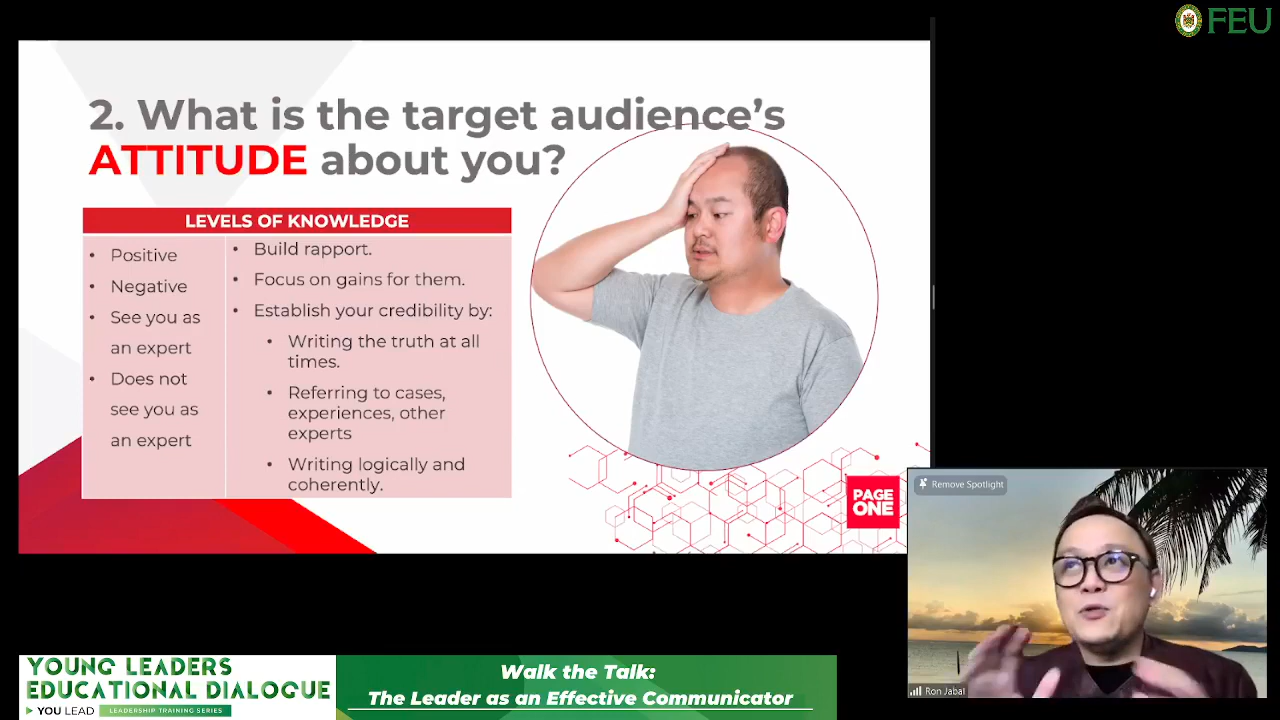 FEU
2. What is the target audience's
ATTITUDE about you?
LEVELS OF KNOWLEDGE
• Positive
• Negative
• See you as
an expert
• Does not
see you as
an expert
• Build rapport.
• Focus on gains for them.
• Establish your credibility by:
• Writing the truth at all
times.
• Referring to cases,
experiences, other
experts
• Writing logically and
coherently.
PAGE
ONE
Remove Spotlight
Ron Jabal
YOUNG LEADERS
EDUCATIONAL DIALOGUE
YOU LEAD
LEADERSHIP TRAINING SERIES
Walk the Talk:
The Leader as an Effective Communicator